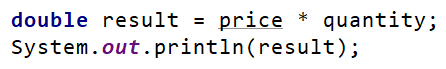 double result = price * quantity;
System.out.println(result);